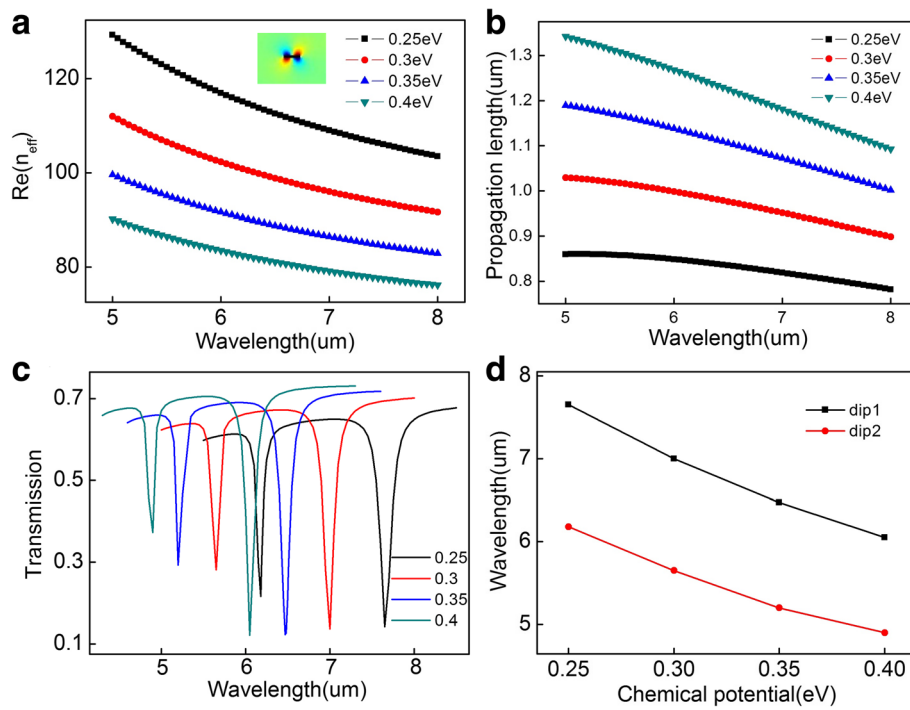 a
0.25eV
0.3eV
0.35eV
0.4eV
120
100
80
Re(n_eff)
5
6
7
8
Wavelength(um)
b
0.25eV
0.3eV
0.35eV
0.4eV
1.3
1.2
1.1
1.0
0.9
0.8
Propagation length(um)
5
6
7
8
Wavelength(um)
c
0.7
0.5
0.3
0.1
Transmission
0.25
0.3
0.35
0.4
5
6
7
8
Wavelength(um)
d
dip1
dip2
8
7
6
5
Wavelength(um)
0.25
0.30
0.35
0.40
Chemical potential(eV)